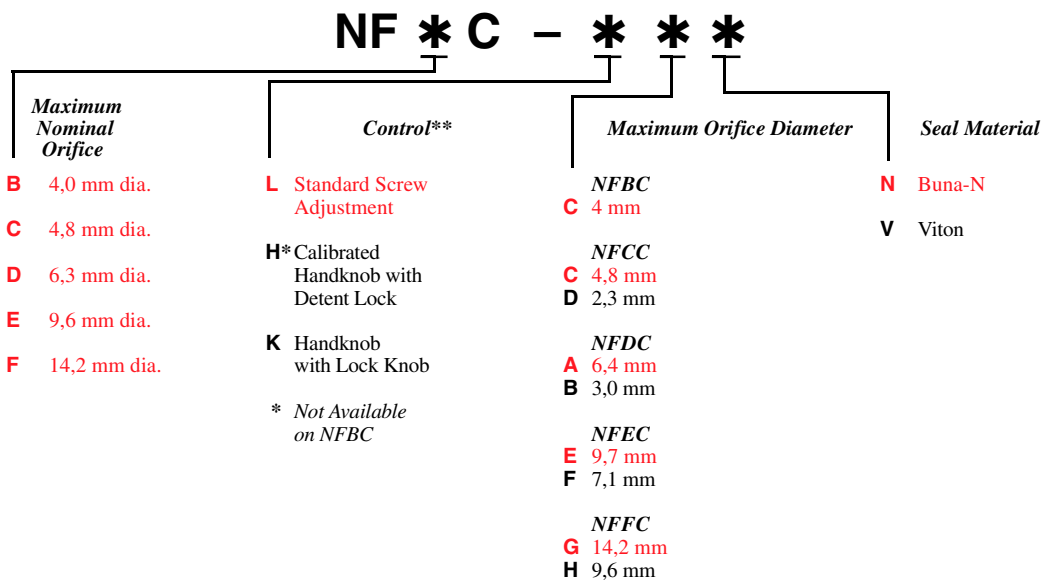 NF * C – * * *
Maximum
Nominal
Orifice
B 4,0 mm dia.
C 4,8 mm dia.
D 6,3 mm dia.
E 9,6 mm dia.
F 14,2 mm dia.
Control**
L Standard Screw
Adjustment
H* Calibrated
Handknob with
Detent Lock
K Handknob
with Lock Knob
* Not Available
on NFBC
Maximum Orifice Diameter
NFBC
C 4 mm
NFCC
C 4,8 mm
D 2,3 mm
NFDC
A 6,4 mm
B 3,0 mm
NFEC
E 9,7 mm
F 7,1 mm
NFFC
G 14,2 mm
H 9,6 mm
Seal Material
N Buna-N
V Viton